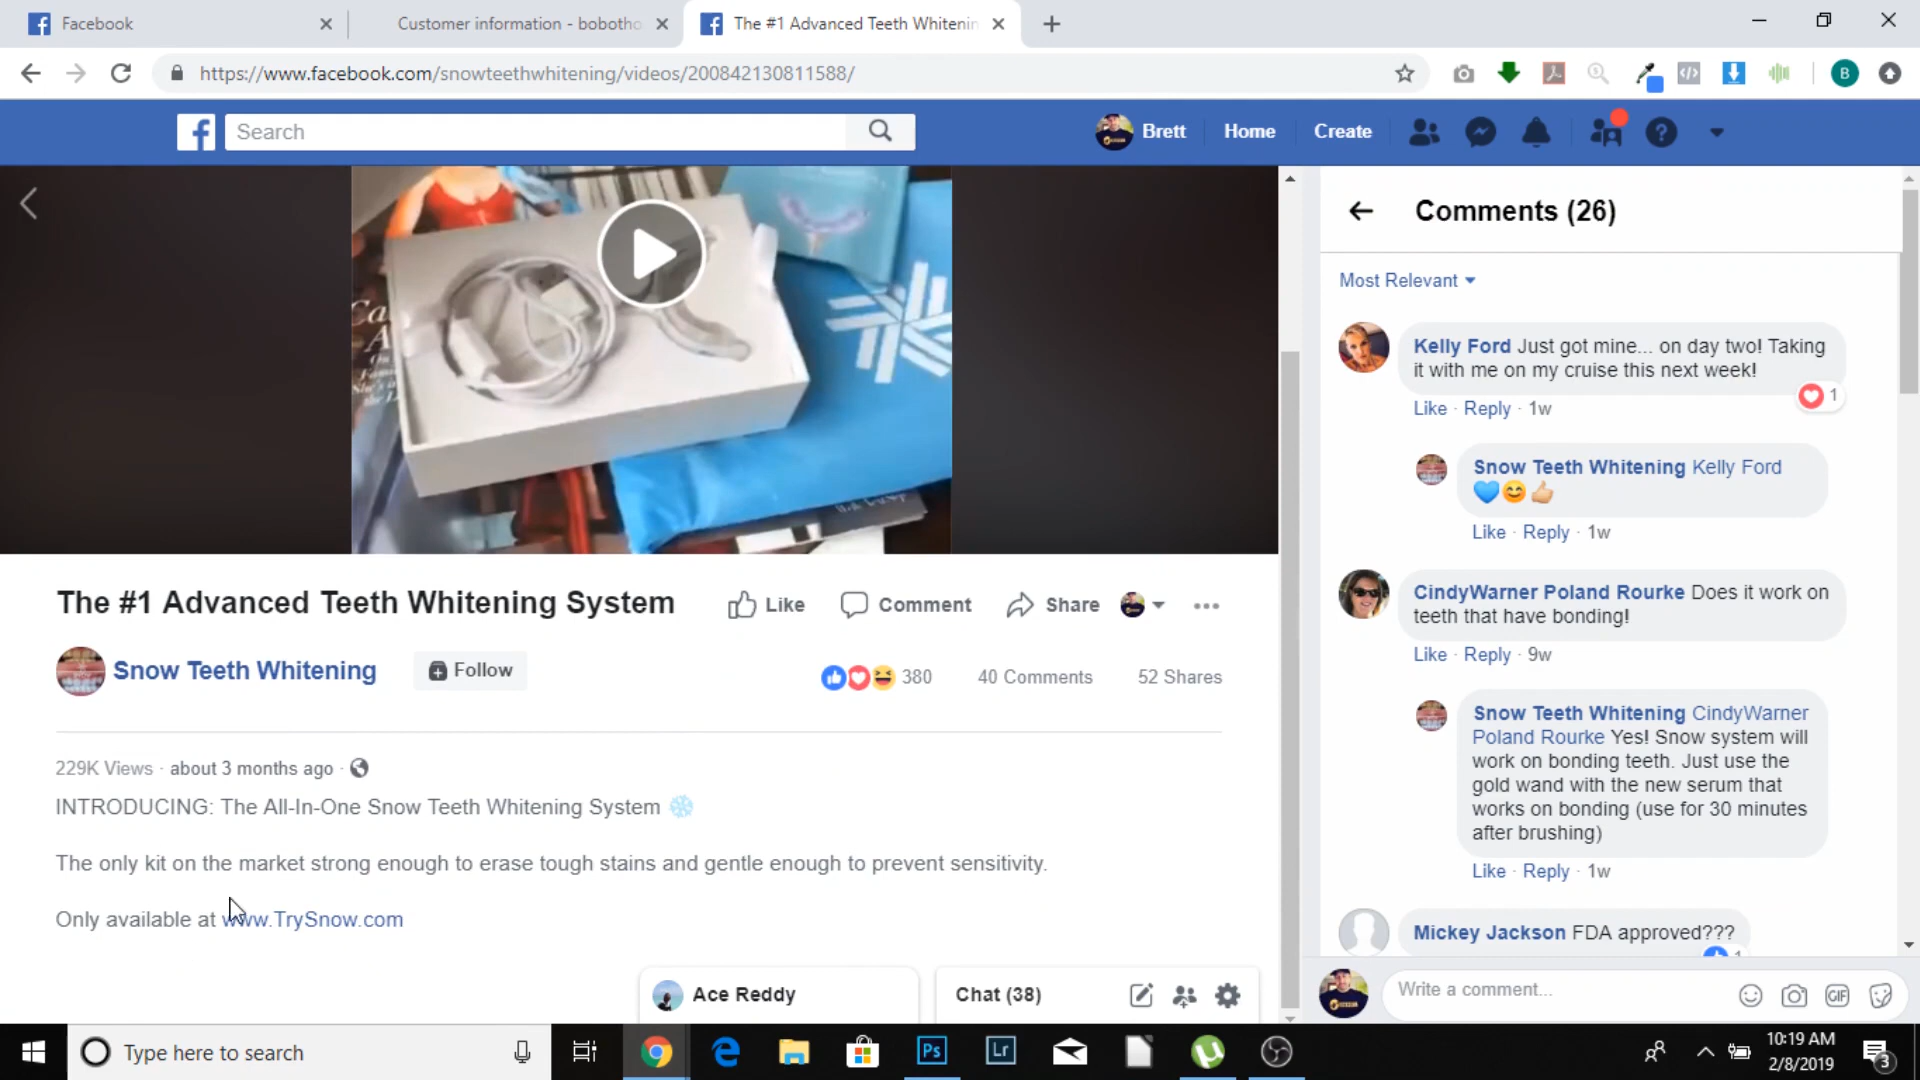 Facebook
Customer information - bobotho
The #1 Advanced Teeth Whitenin
https://www.facebook.com/snowteethwhitening/videos/200842130811588/
B
Search
Brett
Home
Create
The #1 Advanced Teeth Whitening System
Like
Comment
Share
Snow Teeth Whitening
Follow
380
40 Comments
52 Shares
229K Views · about 3 months ago ·
INTRODUCING: The All-In-One Snow Teeth Whitening System
The only kit on the market strong enough to erase tough stains and gentle enough to prevent sensitivity.
Only available at www.TrySnow.com
Ace Reddy
Chat (38)
Comments (26)
Most Relevant
Kelly Ford Just got mine... on day two! Taking
it with me on my cruise this next week!
1
Like · Reply · 1w
Snow Teeth Whitening Kelly Ford
Like · Reply · 1w
CindyWarner Poland Rourke Does it work on
teeth that have bonding!
Like · Reply · 9w
Snow Teeth Whitening CindyWarner
Poland Rourke Yes! Snow system will
work on bonding teeth. Just use the
gold wand with the new serum that
works on bonding (use for 30 minutes
after brushing)
Like · Reply · 1w
Mickey Jackson FDA approved???
1
Write a comment...
GIF
Type here to search
Ps
Lr
10:19 AM
2/8/2019
3